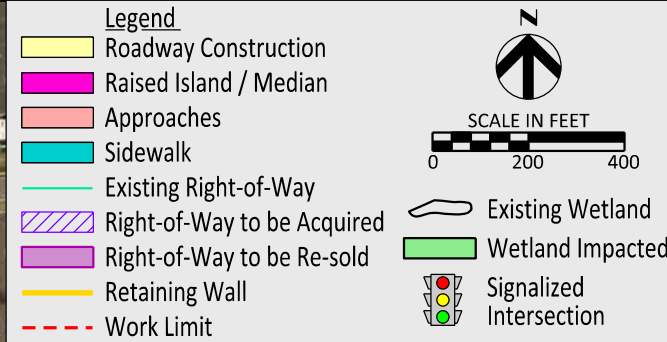 Legend
Roadway Construction
Raised Island / Median
Approaches
Sidewalk
Existing Right-of-Way
Right-of-Way to be Acquired
Right-of-Way to be Re-sold
Retaining Wall
Work Limit
N
SCALE IN FEET
0 200 400
Existing Wetland
Wetland Impacted
Signalized
Intersection